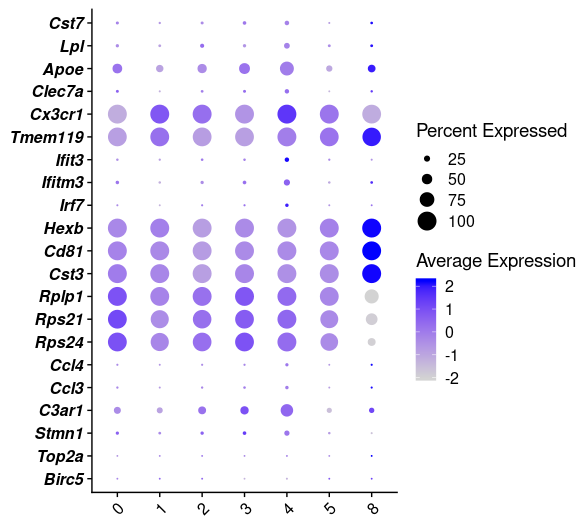 Cst7
Lpl
Apoe
Clec7a
Cx3cr1
Tmem119
Ifit3
Ifitm3
Irf7
Hexb
Cd81
Cst3
Rplp1
Rps21
Rps24
Ccl4
Ccl3
C3ar1
Stmn1
Top2a
Birc5
0 1 2 3 4 5 8
Percent Expressed
25
50
75
100
Average Expression
2
1
0
-1
-2